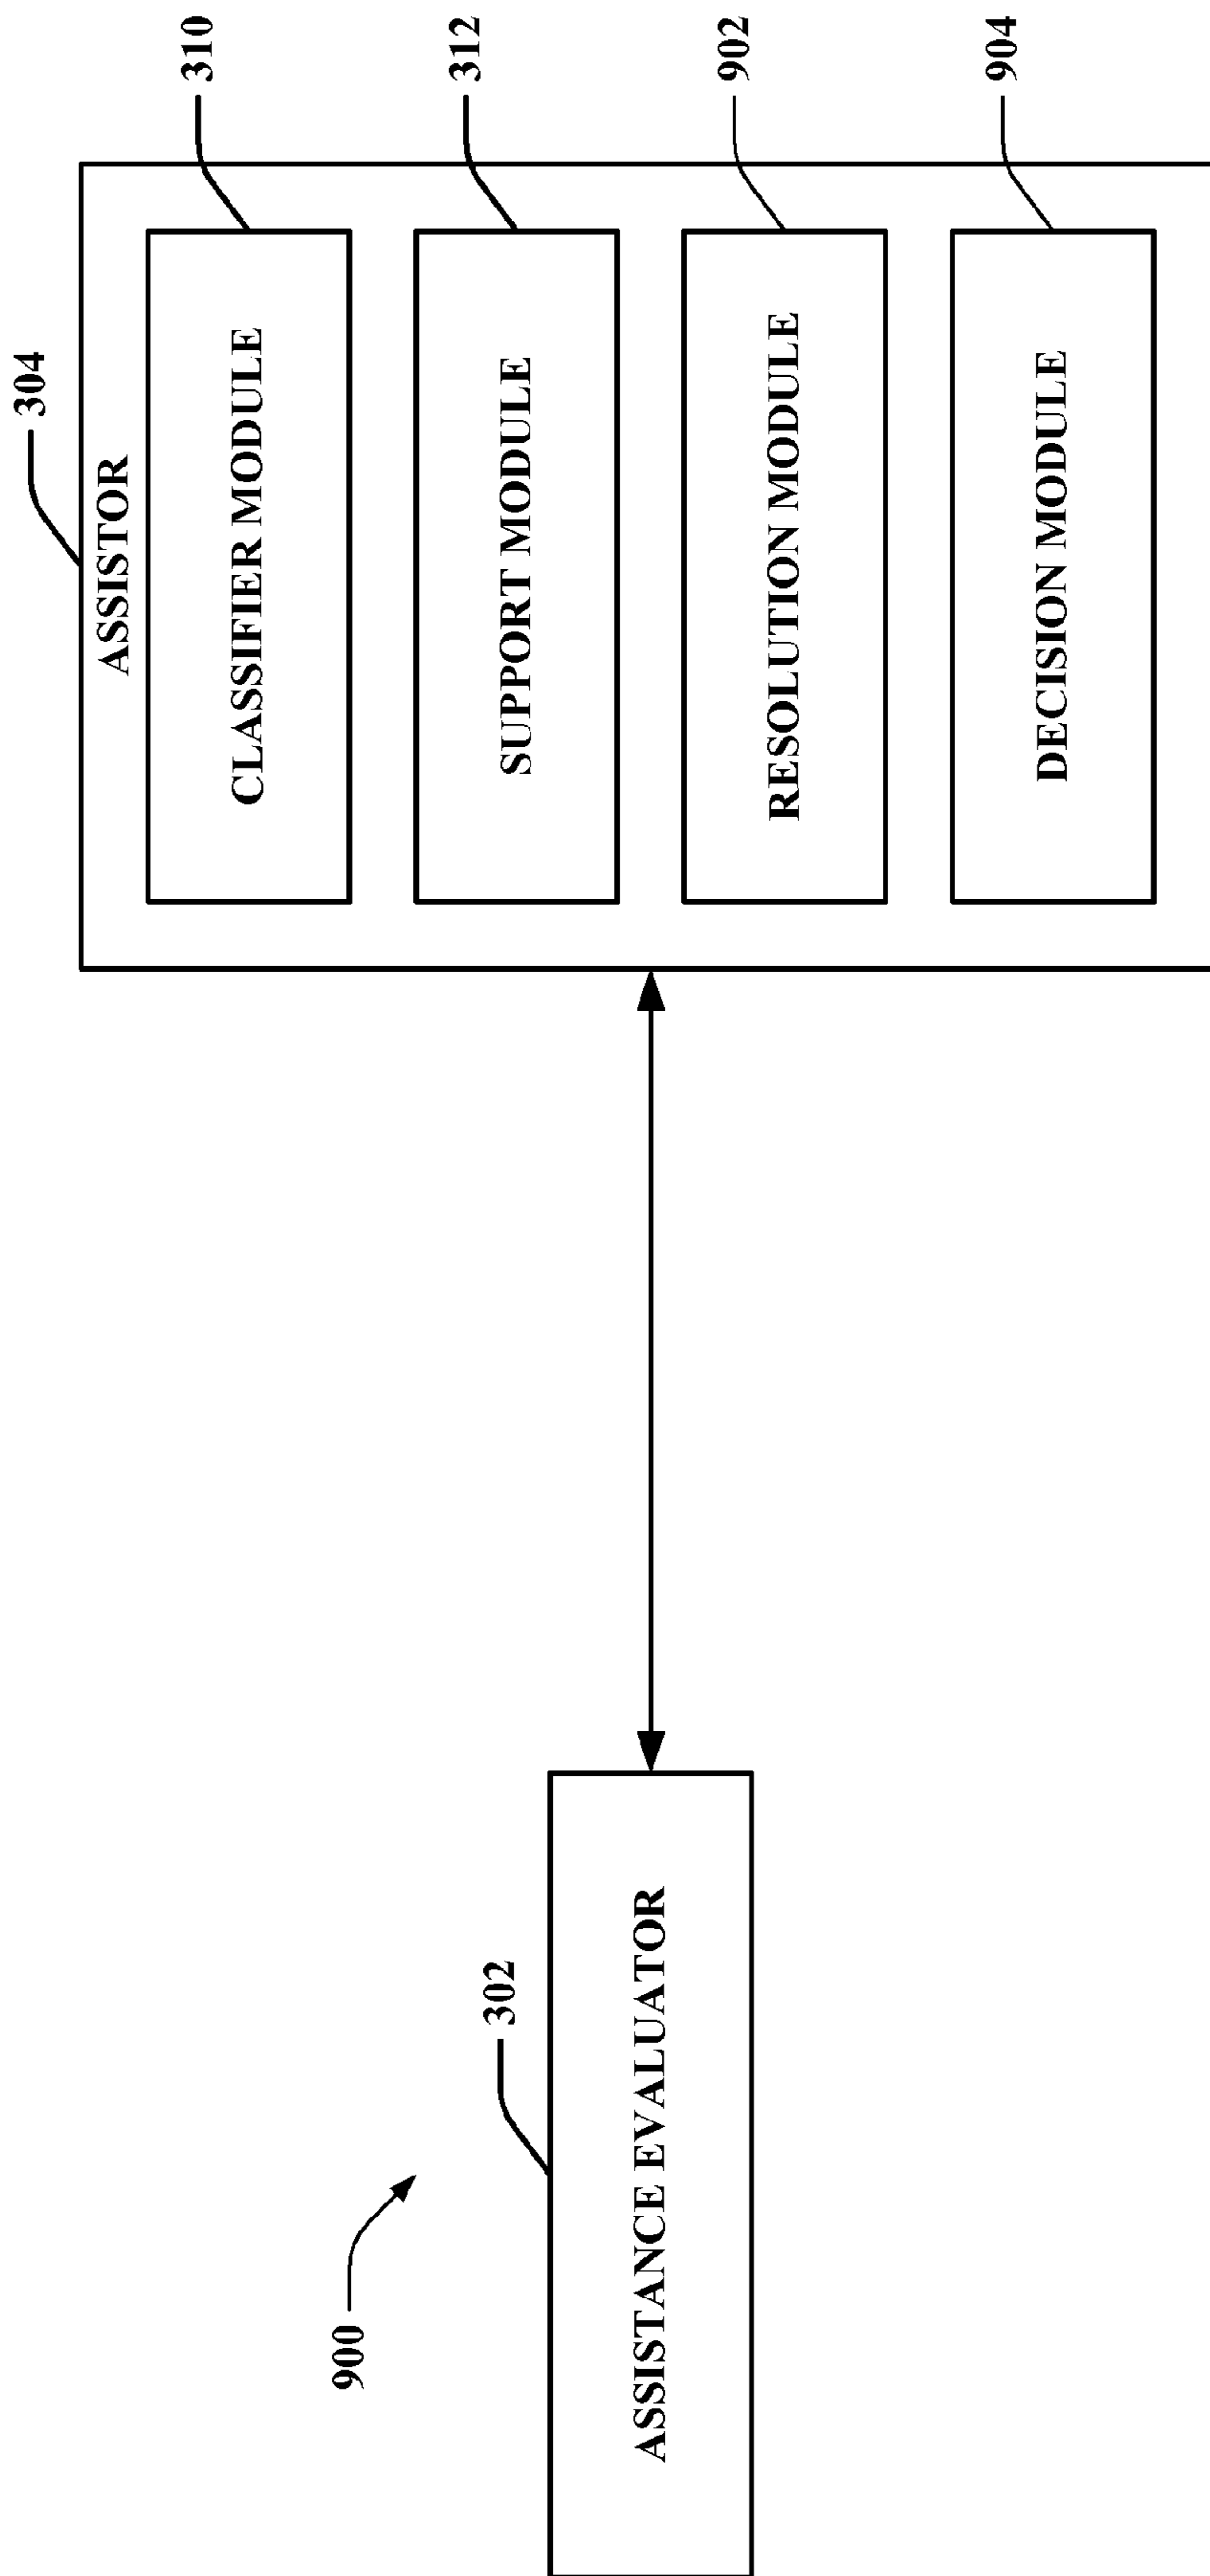 900
302
ASSISTANCE EVALUATOR
304
ASSISTOR
CLASSIFIER MODULE
310
SUPPORT MODULE
312
RESOLUTION MODULE
902
DECISION MODULE
904